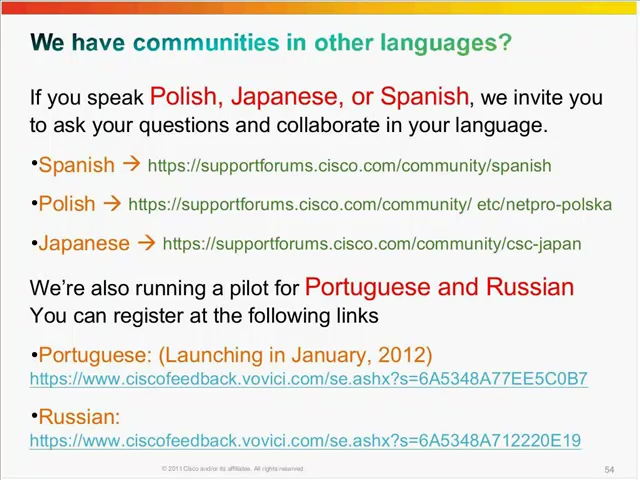 We have communities in other languages?
If you speak Polish, Japanese, or Spanish, we invite you
to ask your questions and collaborate in your language.
•Spanish → https://supportforums.cisco.com/community/spanish
•Polish → https://supportforums.cisco.com/community/ etc/netpro-polska
•Japanese → https://supportforums.cisco.com/community/csc-japan
We're also running a pilot for Portuguese and Russian
You can register at the following links
•Portuguese: (Launching in January, 2012)
https://www.ciscofeedback.vovici.com/se.ashx?s=6A5348A77EE5C0B7
•Russian:
https://www.ciscofeedback.vovici.com/se.ashx?s=6A5348A712220E19
© 2011 Cisco and/or its affiliates. All rights reserved.
54